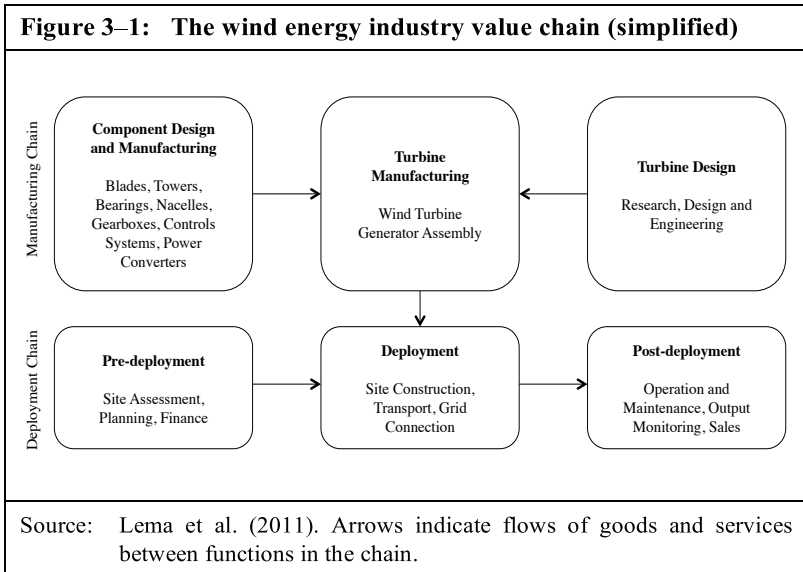 Figure 3–1: The wind energy industry value chain (simplified)
Manufacturing Chain
Component Design
and Manufacturing
Blades, Towers,
Bearings, Nacelles,
Gearboxes, Controls
Systems, Power
Converters
Turbine
Manufacturing
Wind Turbine
Generator Assembly
Turbine Design
Research, Design and
Engineering
Deployment Chain
Pre-deployment
Site Assessment,
Planning, Finance
Deployment
Site Construction,
Transport, Grid
Connection
Post-deployment
Operation and
Maintenance, Output
Monitoring, Sales
Source: Lema et al. (2011). Arrows indicate flows of goods and services
between functions in the chain.